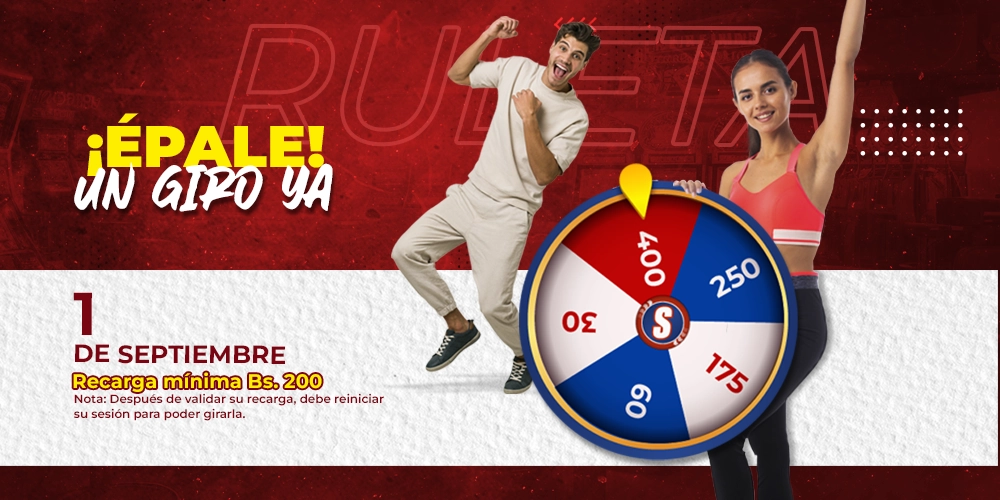 RULETA
¡ÉPALE!
UN GIRO YA
1
DE SEPTIEMBRE
Recarga mínima Bs. 200
Nota: Después de validar su recarga, debe reiniciar
su sesión para poder girarla.
400
250
175
60
30
S